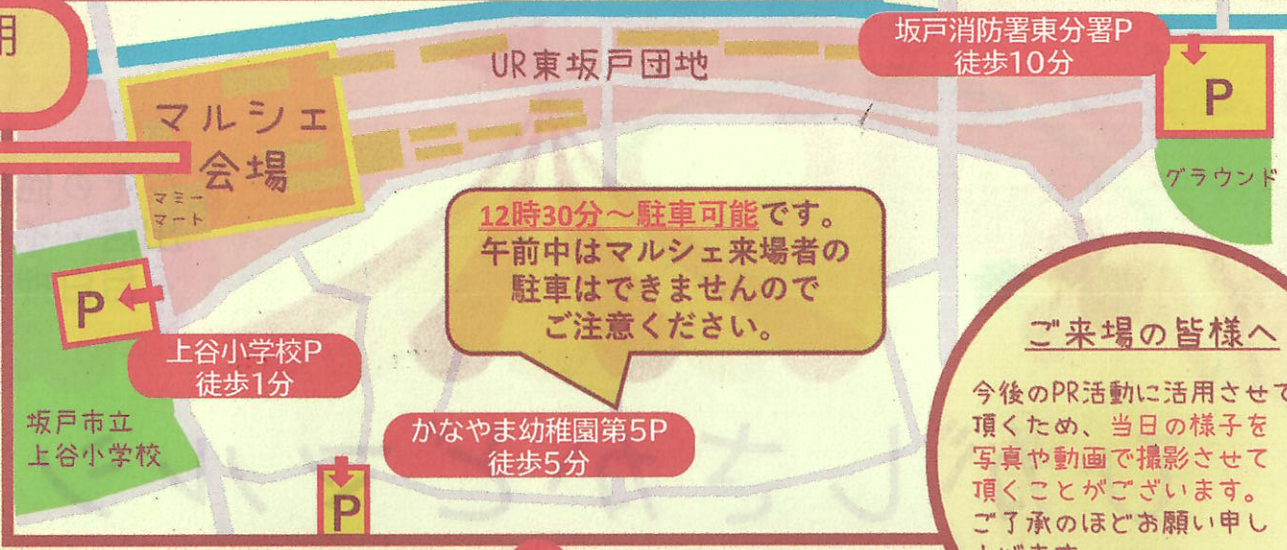 用
坂戸消防署東分署P
徒歩10分
UR東坂戸団地
P
マルシェ
会場
マミー
マート
グラウンド
12時30分～駐車可能です。
午前中はマルシェ来場者の
駐車はできませんので
ご注意ください。
P
上谷小学校P
徒歩1分
坂戸市立
上谷小学校
かなやま幼稚園第5P
徒歩5分
P
ご来場の皆様へ
今後のPR活動に活用させて
頂くため、当日の様子を
写真や動画で撮影させて
頂くことがございます。
ご了承のほどお願い申し
上げます